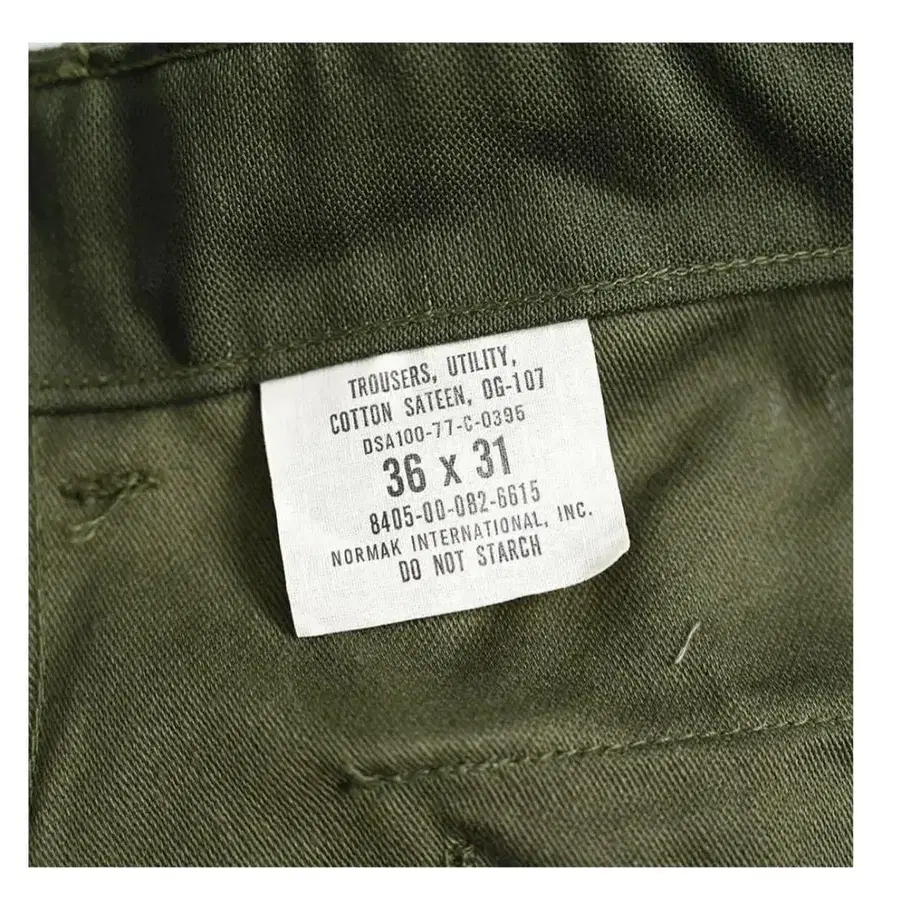 TROUSERS, UTILITY,
COTTON SATEEN, OG-107
DSA100-77-C-0396
36 x 31
8405-00-082-6615
NORMAK INTERNATIONAL, INC.
DO NOT STARCH